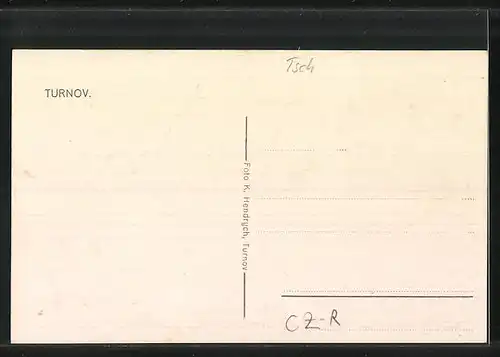 Tsch
TURNOV.
Foto K. Hendrych, Turnov
CZ-R